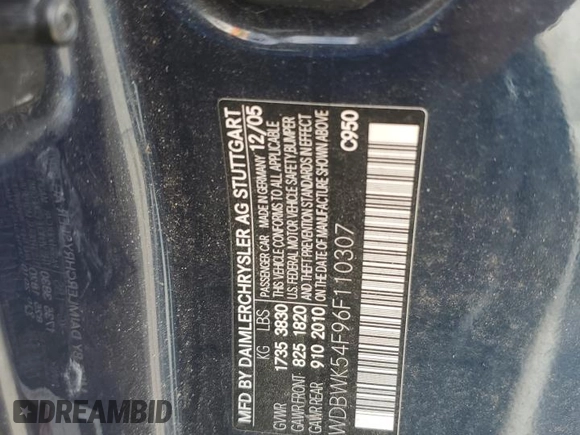 MFD BY DAIMLERCHRYSLER AG STUTTGART
KG LBS PASSENGER CAR MADE IN GERMANY 12/05
GVWR 1735 3830 THIS VEHICLE CONFORMS TO ALL APPLICABLE
GAWR FRONT: 825 1820 U.S. FEDERAL MOTOR VEHICLE SAFETY, BUMPER
GAWR REAR: 910 2010 AND THEFT PREVENTION STANDARDS IN EFFECT
ON THE DATE OF MANUFACTURE SHOWN ABOVE.
WDBWK54F96F110307 C950
AUTOHELPERBOT.COM